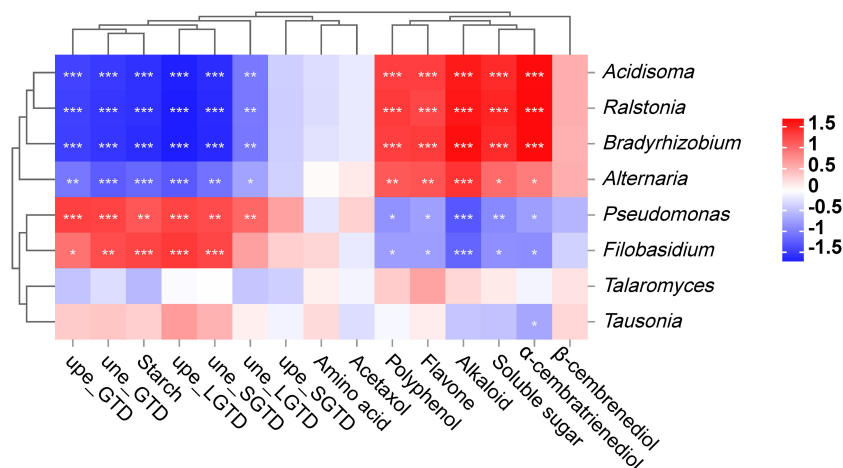 *** *** *** *** *** ** *** *** *** *** *** Acidisoma
*** *** *** *** *** ** *** *** *** *** *** Ralstonia
*** *** *** *** *** ** *** *** *** *** *** Bradyrhizobium
** *** *** *** ** * ** ** *** * * Alternaria
*** *** ** *** ** ** * * *** ** * Pseudomonas
* ** *** *** *** * * *** * * Filobasidium
Talaromyces
* Tausonia
1.5
1
0.5
0
-0.5
-1
-1.5
upe_GTD
une_GTD
Starch
upe_LGTD
une_SGTD
une_LGTD
upe_SGTD
Amino acid
Acetaxol
Polyphenol
Flavone
Alkaloid
Soluble sugar
α-cembratrienediol
β-cembrenediol